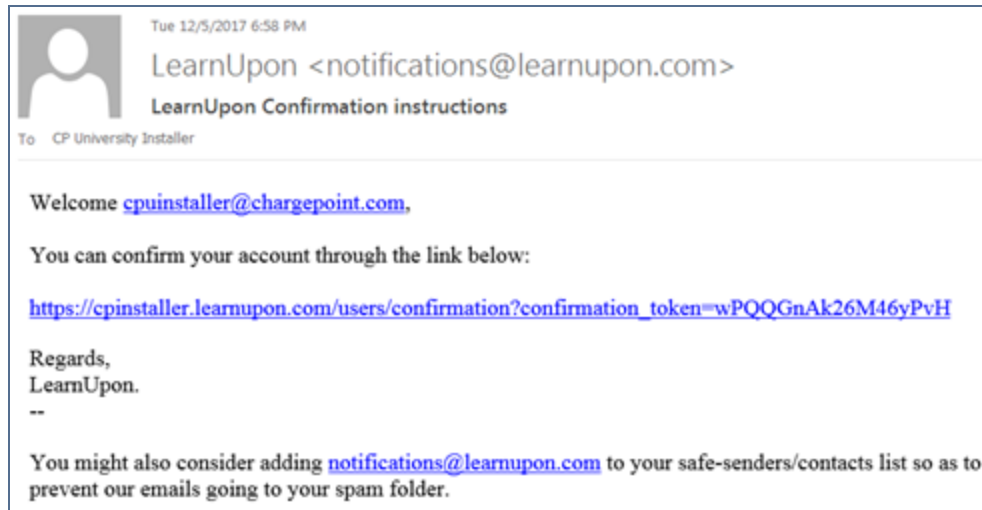 Tue 12/5/2017 6:58 PM
LearnUpon <notifications@learnupon.com>
LearnUpon Confirmation instructions
To CP University Installer
Welcome cpuinstaller@chargepoint.com,
You can confirm your account through the link below:
https://cpinstaller.learnupon.com/users/confirmation?confirmation_token=wPQQGnAk26M46yPvH
Regards,
LearnUpon.
--
You might also consider adding notifications@learnupon.com to your safe-senders/contacts list so as to
prevent our emails going to your spam folder.